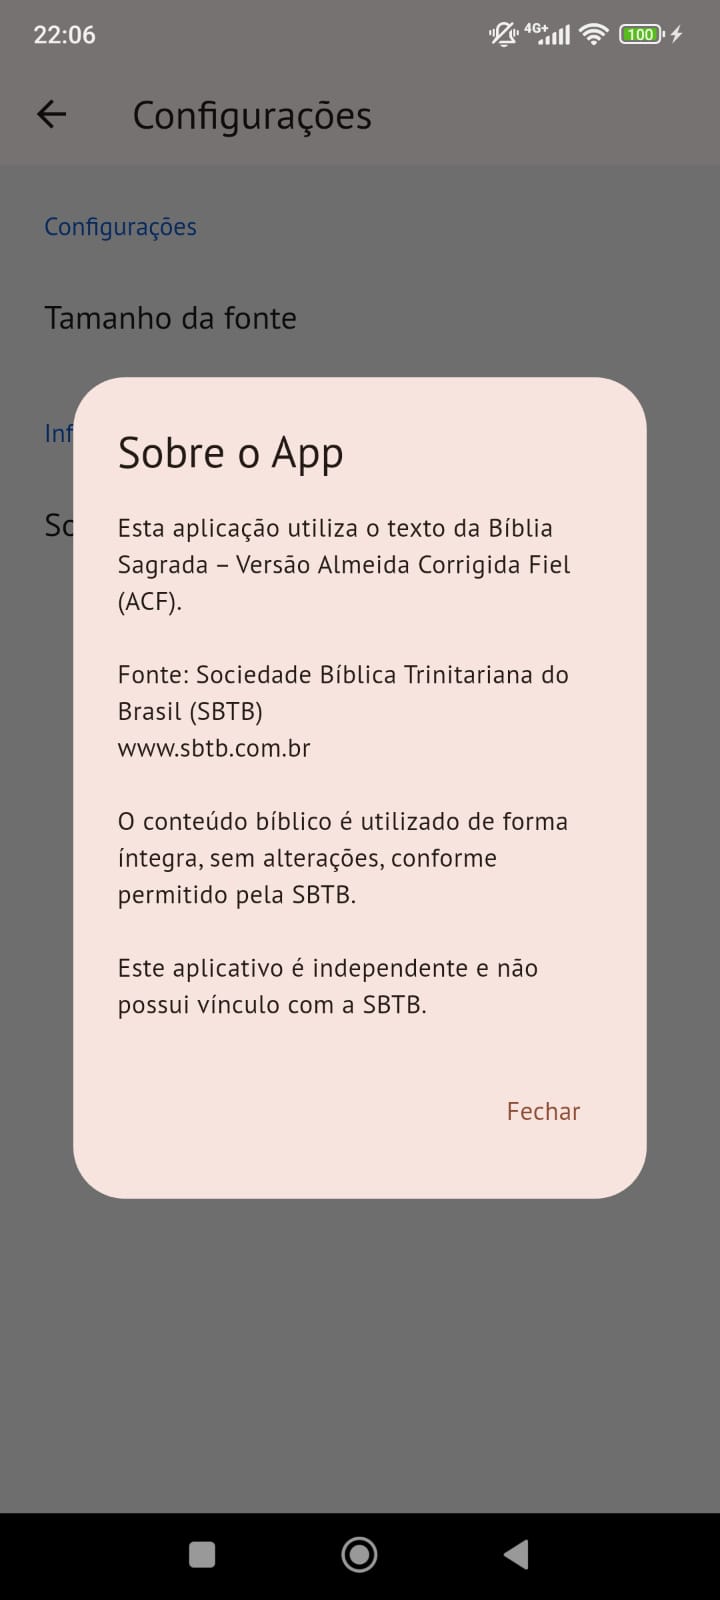 22:06
4G+
100
Configurações
Configurações
Tamanho da fonte
Inf
So
Sobre o App
Esta aplicação utiliza o texto da Bíblia
Sagrada – Versão Almeida Corrigida Fiel
(ACF).
Fonte: Sociedade Bíblica Trinitariana do
Brasil (SBTB)
www.sbtb.com.br
O conteúdo bíblico é utilizado de forma
íntegra, sem alterações, conforme
permitido pela SBTB.
Este aplicativo é independente e não
possui vínculo com a SBTB.
Fechar